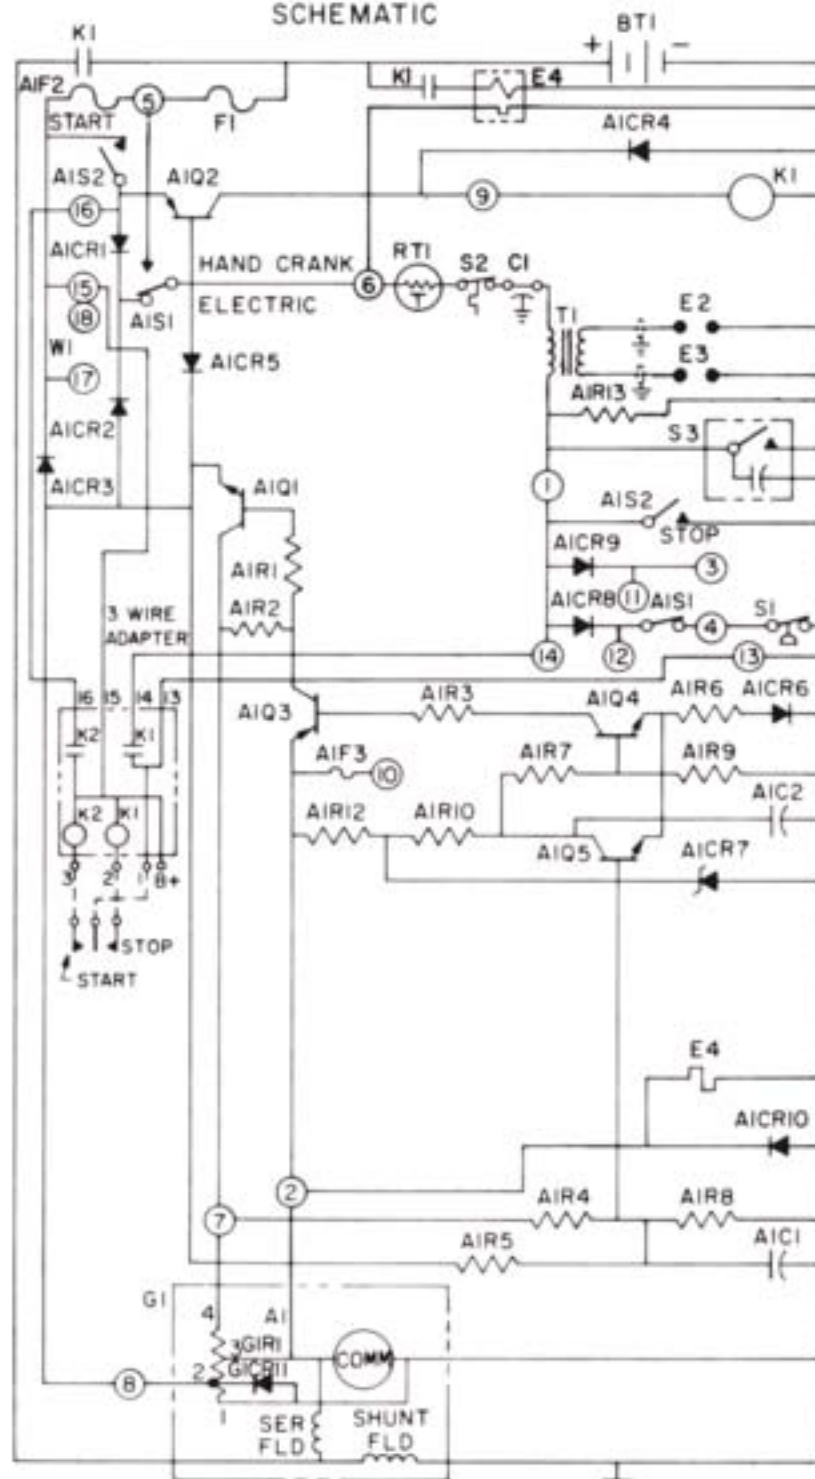 SCHEMATIC
K1
BT1
+ −
A1F2
5
F1
K1
E4
START
A1CR4
A1S2
A1Q2
K1
16
9
A1CR1
HAND CRANK
6
RT1
T
S2
C1
15
18
A1S1
ELECTRIC
T1
E2
E3
W1
17
A1CR5
A1R13
A1CR2
S3
A1CR3
A1Q1
1
A1S2
STOP
A1R1
A1CR9
3
11
A1R2
A1CR8
A1S1
4
S1
3 WIRE
ADAPTER
14
12
13
16 15 14 13
A1Q3
A1R3
A1Q4
A1R6
A1CR6
K2
K1
A1F3
10
A1R7
A1R9
K2
K1
A1R12
A1R10
A1C2
A1Q5
A1CR7
3 2 1 B+
STOP
START
E4
A1CR10
2
7
A1R4
A1R8
A1R5
A1C1
G1
4
A1
3
G1R1
COMM
8
2
G1CR11
1
SER
FLD
SHUNT
FLD